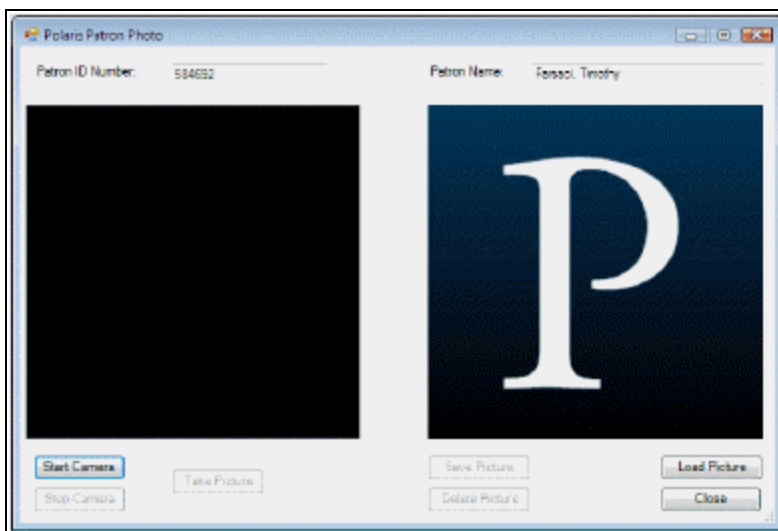 Polaris Patron Photo
Patron ID Number: 584692 Patron Name: Timothy
P
Start Camera Take Picture Save Picture Load Picture
Stop Camera Delete Picture Close